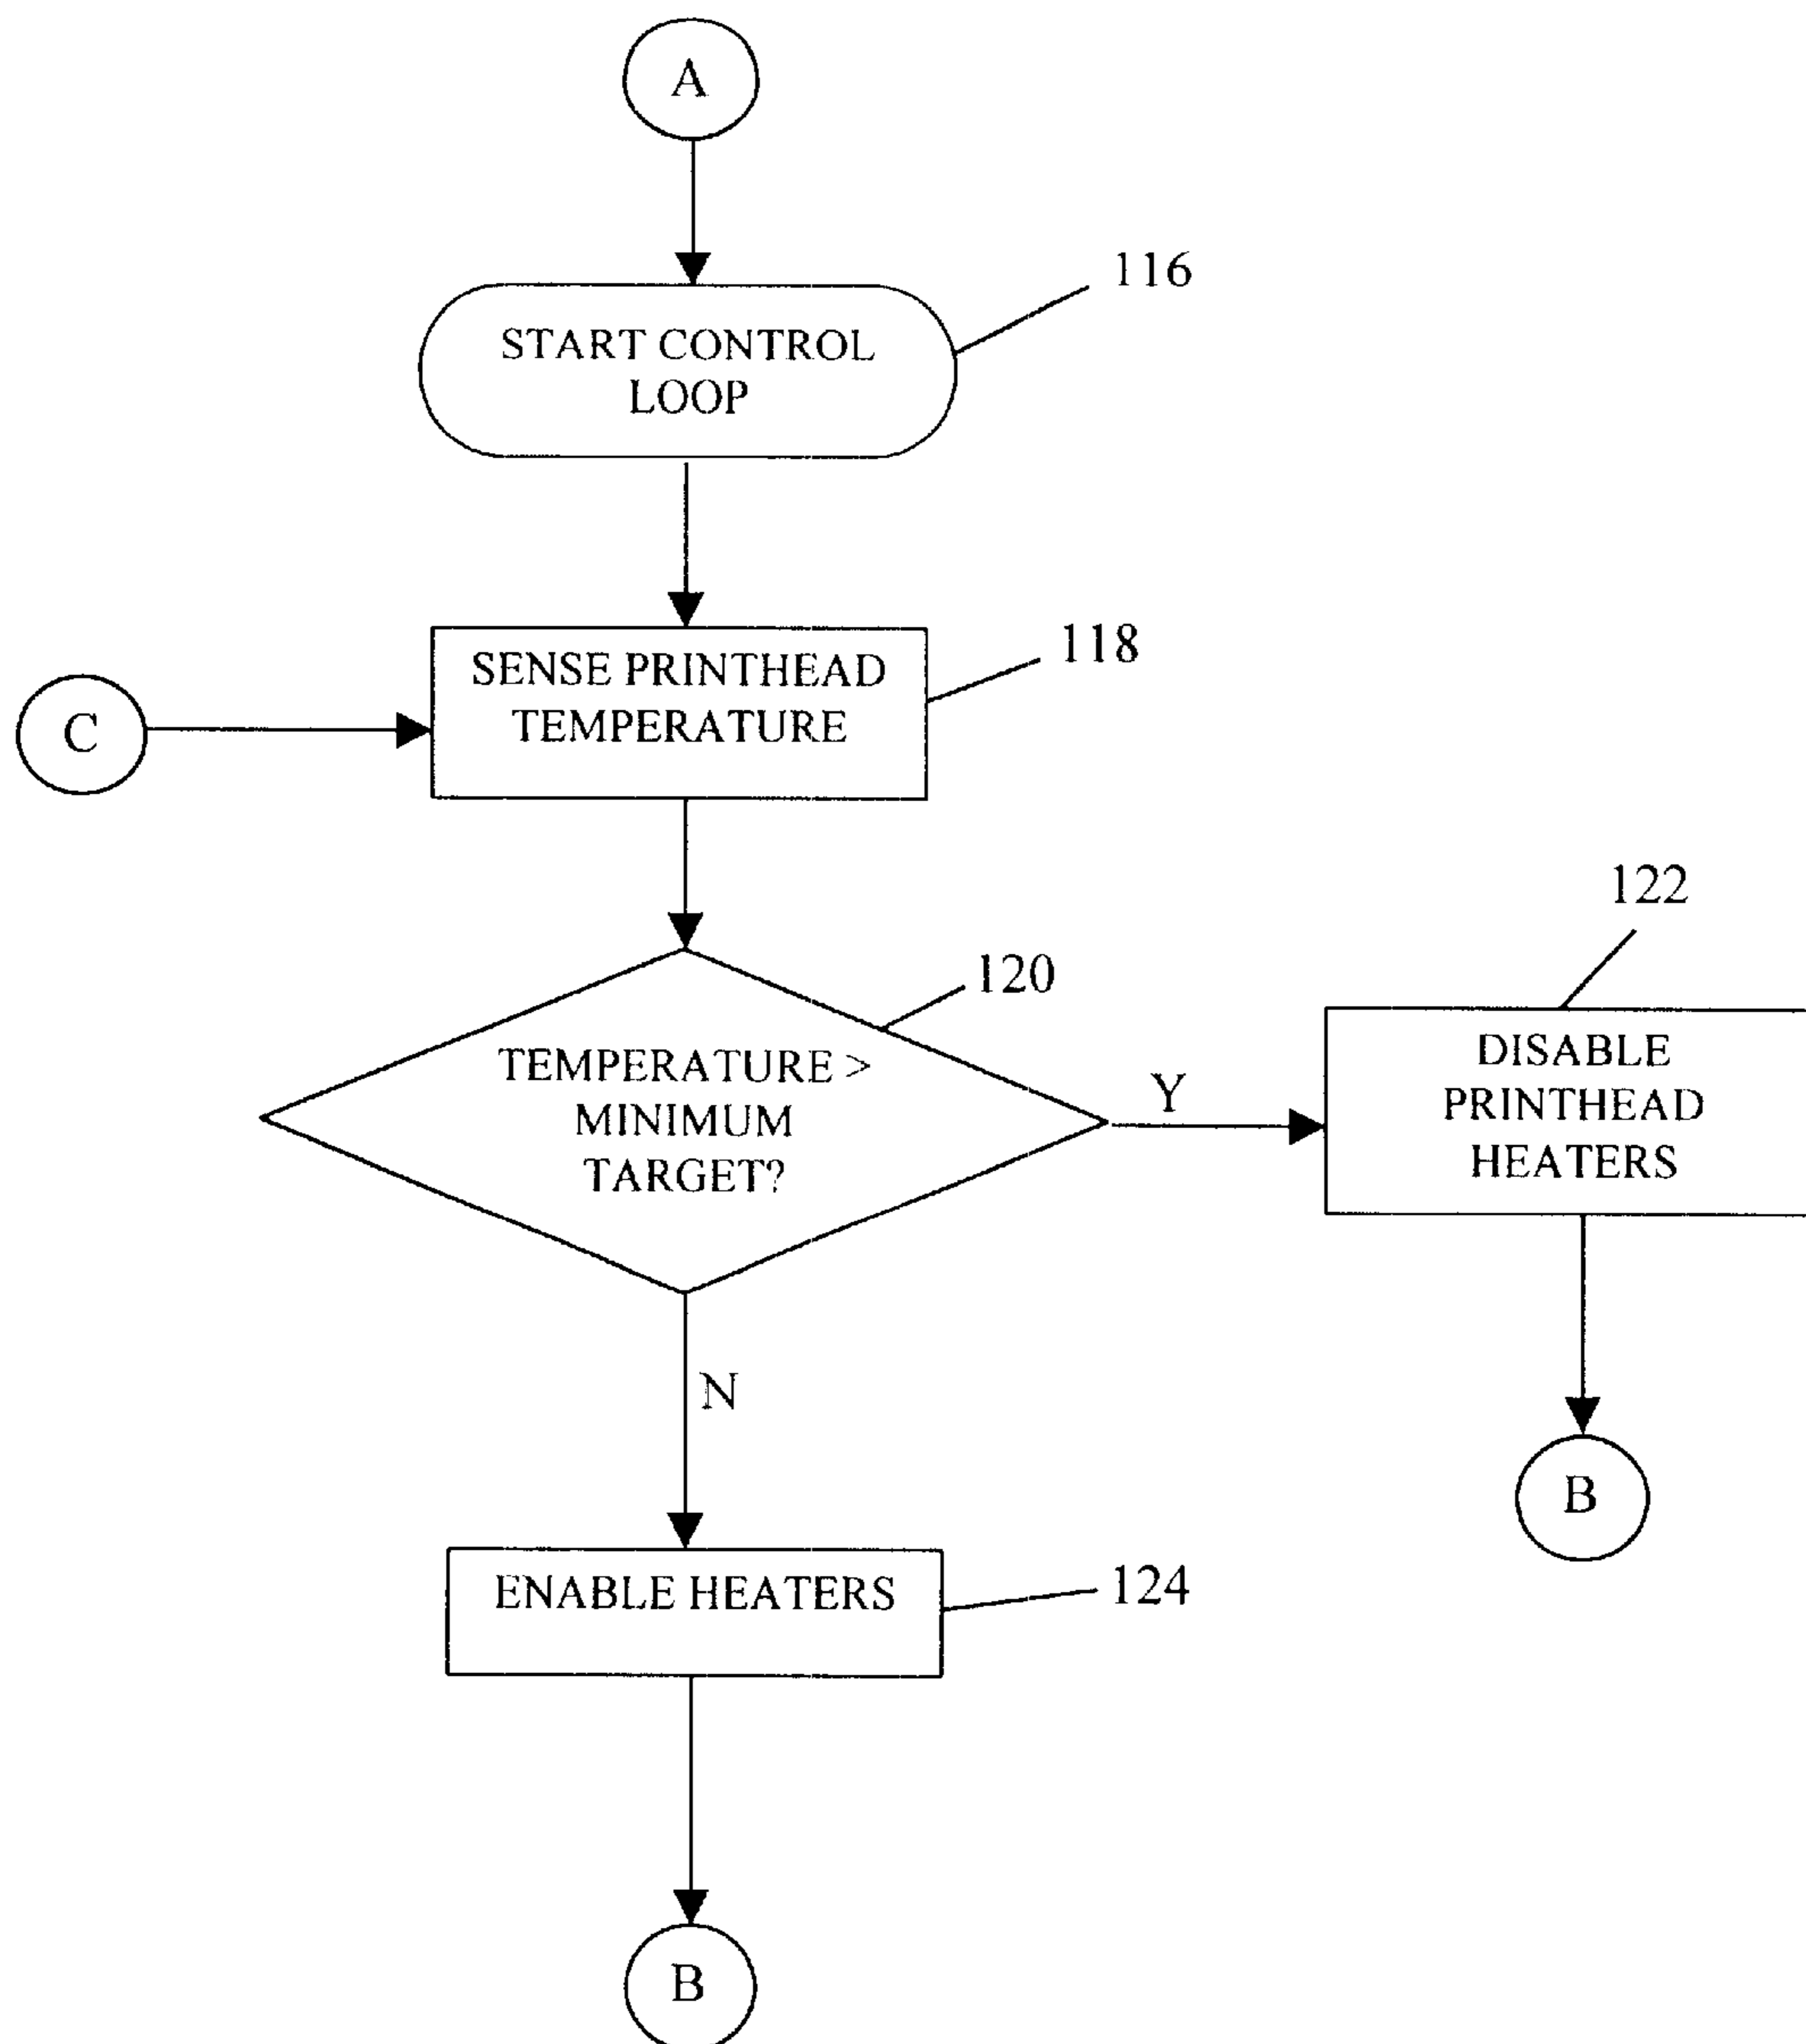 A
116
START CONTROL
LOOP
118
SENSE PRINTHEAD
TEMPERATURE
C
122
120
DISABLE
PRINTHEAD
HEATERS
TEMPERATURE >
MINIMUM
TARGET?
Y
N
B
124
ENABLE HEATERS
B